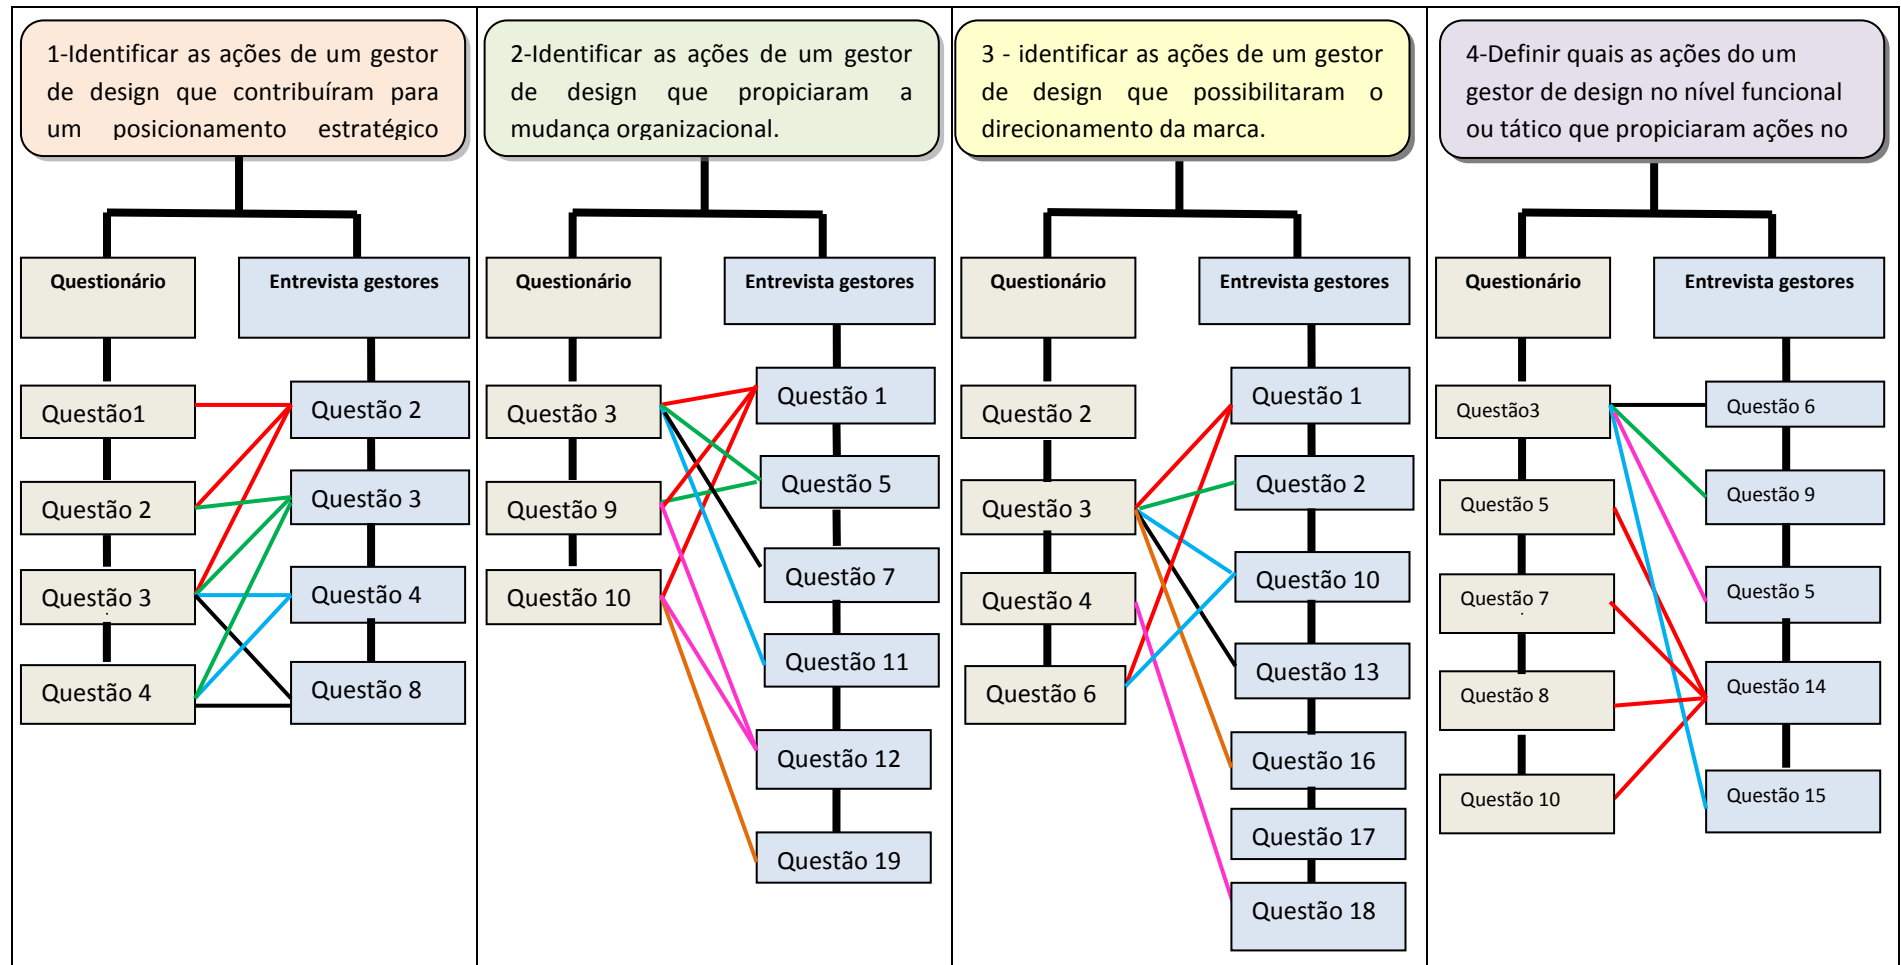 1-Identificar as ações de um gestor
de design que contribuíram para
um posicionamento estratégico
Questionário
Entrevista gestores
Questão1
Questão 2
Questão 3
Questão 4
Questão 2
Questão 3
Questão 4
Questão 8
2-Identificar as ações de um gestor
de design que propiciaram a
mudança organizacional.
Questionário
Entrevista gestores
Questão 3
Questão 9
Questão 10
Questão 1
Questão 5
Questão 7
Questão 11
Questão 12
Questão 19
3 - identificar as ações de um gestor
de design que possibilitaram o
direcionamento da marca.
Questionário
Entrevista gestores
Questão 2
Questão 3
Questão 4
Questão 6
Questão 1
Questão 2
Questão 10
Questão 13
Questão 16
Questão 17
Questão 18
4-Definir quais as ações do um
gestor de design no nível funcional
ou tático que propiciaram ações no
Questionário
Entrevista gestores
Questão3
Questão 5
Questão 7
Questão 8
Questão 10
Questão 6
Questão 9
Questão 5
Questão 14
Questão 15